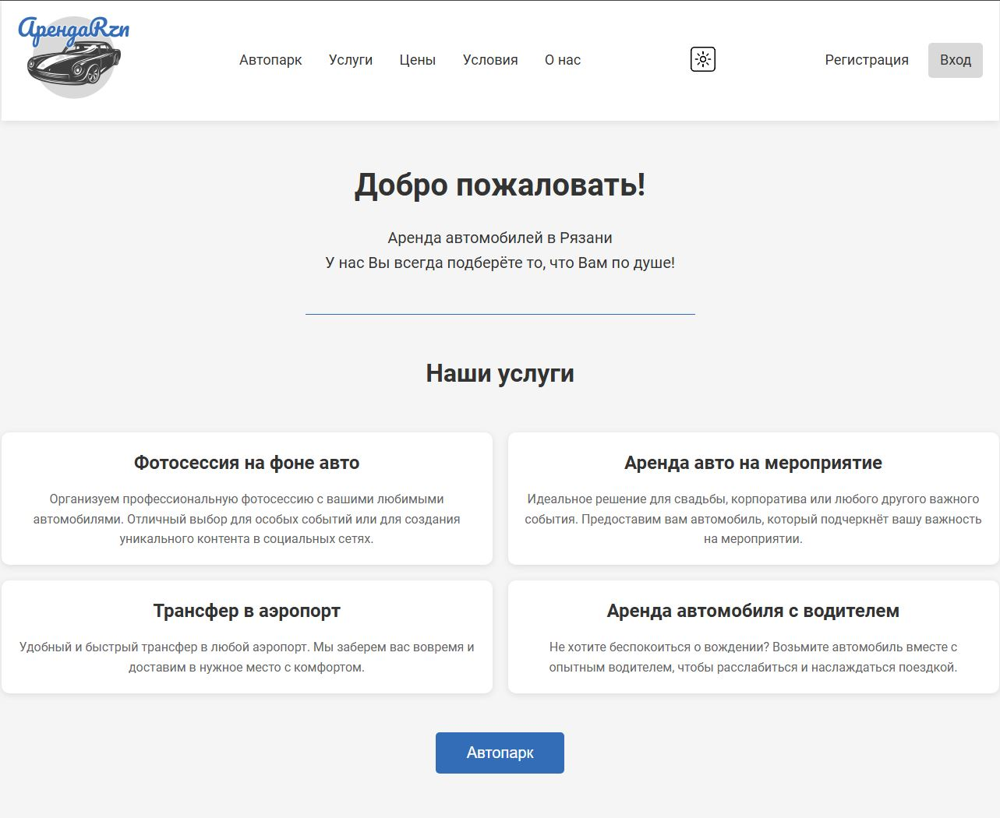 АрендаRzn
Автопарк Услуги Цены Условия О нас Регистрация Вход
Добро пожаловать!
Аренда автомобилей в Рязани
У нас Вы всегда подберёте то, что Вам по душе!
Наши услуги
Фотосессия на фоне авто
Организуем профессиональную фотосессию с вашими любимыми
автомобилями. Отличный выбор для особых событий или для создания
уникального контента в социальных сетях.
Аренда авто на мероприятие
Идеальное решение для свадьбы, корпоратива или любого другого важного
события. Предоставим вам автомобиль, который подчеркнёт вашу важность
на мероприятии.
Трансфер в аэропорт
Удобный и быстрый трансфер в любой аэропорт. Мы заберем вас вовремя и
доставим в нужное место с комфортом.
Аренда автомобиля с водителем
Не хотите беспокоиться о вождении? Возьмите автомобиль вместе с
опытным водителем, чтобы расслабиться и наслаждаться поездкой.
Автопарк